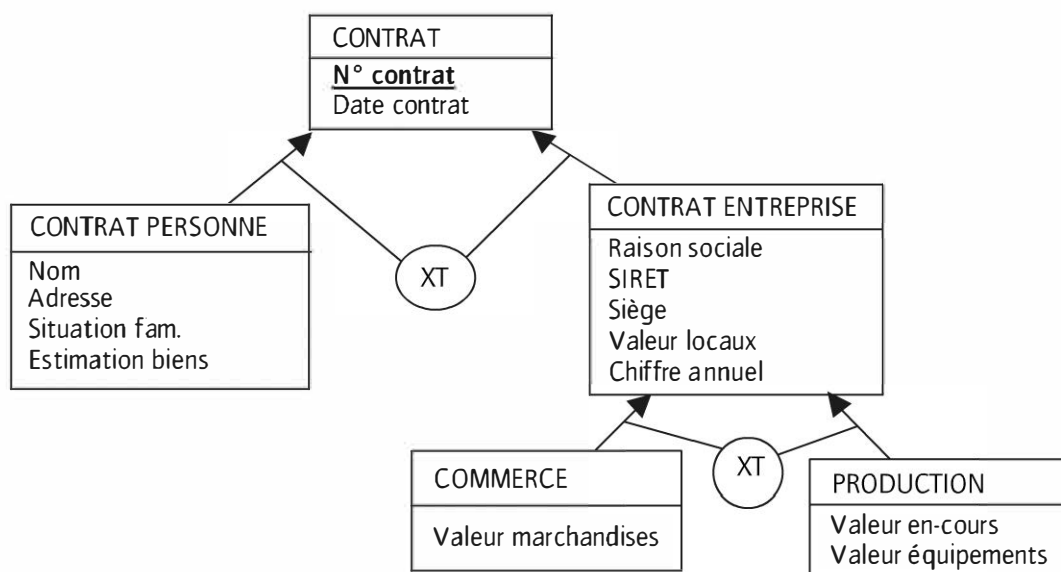 CONTRAT
N° contrat
Date contrat
CONTRAT PERSONNE
Nom
Adresse
Situation fam.
Estimation biens
XT
CONTRAT ENTREPRISE
Raison sociale
SIRET
Siège
Valeur locaux
Chiffre annuel
COMMERCE
Valeur marchandises
XT
PRODUCTION
Valeur en-cours
Valeur équipements